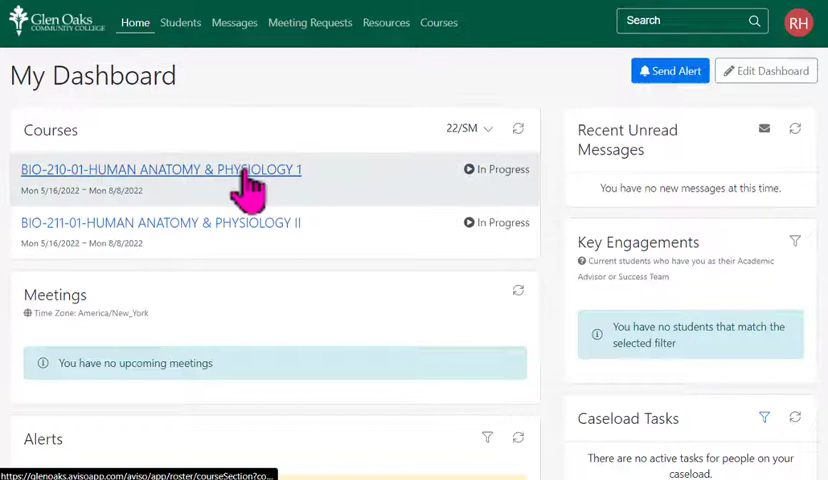 Glen Oaks
COMMUNITY COLLEGE
Home Students Messages Meeting Requests Resources Courses
Search
RH
My Dashboard
Send Alert
Edit Dashboard
Courses
22/SM
BIO-210-01-HUMAN ANATOMY & PHYSIOLOGY 1
In Progress
Mon 5/16/2022 - Mon 8/8/2022
BIO-211-01-HUMAN ANATOMY & PHYSIOLOGY II
In Progress
Mon 5/16/2022 - Mon 8/8/2022
Meetings
Time Zone: America/New_York
You have no upcoming meetings
Alerts
Recent Unread
Messages
You have no new messages at this time.
Key Engagements
Current students who have you as their Academic
Advisor or Success Team
You have no students that match the
selected filter
Caseload Tasks
There are no active tasks for people on your
caseload.
https://glenoaks.avisoapp.com/aviso/app/roster/courseSection?co...